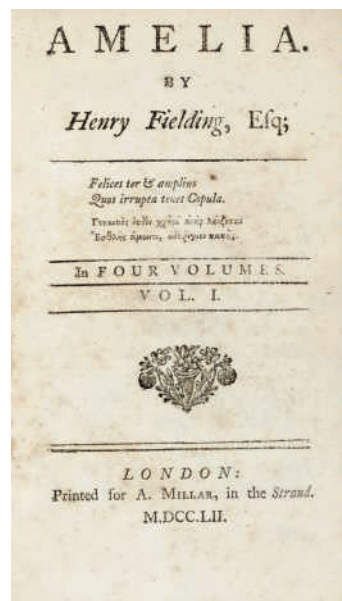 AMELIA.
BY
Henry Fielding, Eſq;
Felices ter & amplius
Quos irrupta tenet Copula.
In FOUR VOLUMES.
VOL. I.
LONDON:
Printed for A. MILLAR, in the Strand.
M.DCC.LII.